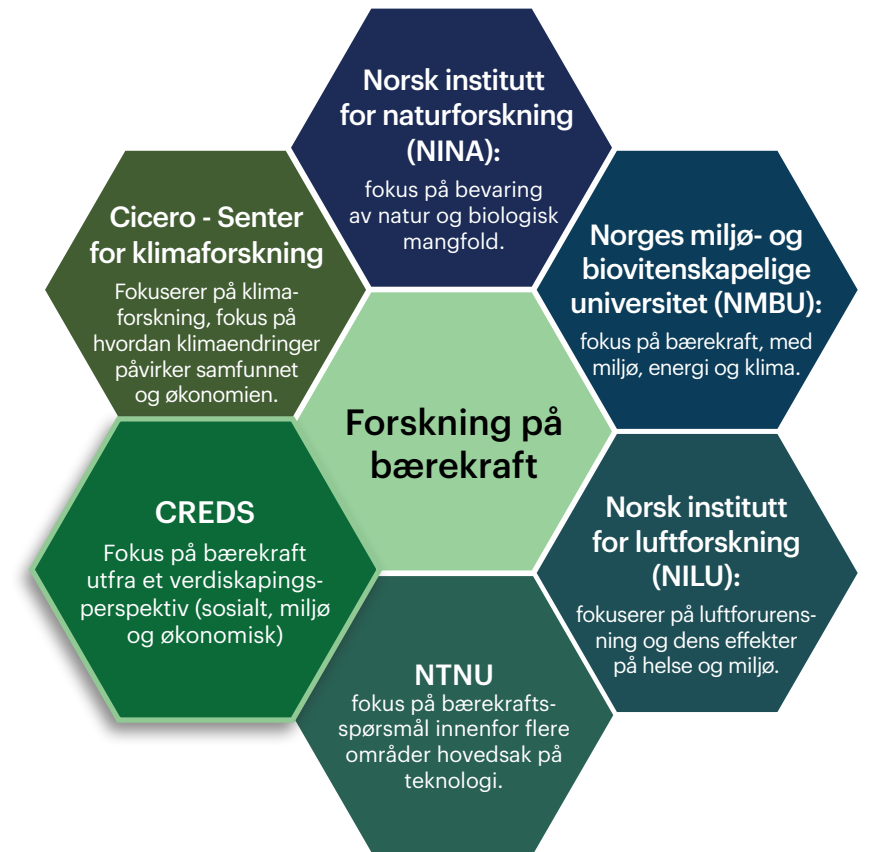 Norsk institutt
for naturforskning
(NINA):
fokus på bevaring
av natur og biologisk
mangfold.
Cicero - Senter
for klimaforskning
Fokuserer på klima-
forskning, fokus på
hvordan klimaendringer
påvirker samfunnet
og økonomien.
Norges miljø- og
biovitenskapelige
universitet (NMBU):
fokus på bærekraft, med
miljø, energi og klima.
Forskning på
bærekraft
CREDS
Fokus på bærekraft
utfra et verdiskapings-
perspektiv (sosialt, miljø
og økonomisk)
Norsk institutt
for luftforskning
(NILU):
fokuserer på luftforurens-
ning og dens effekter
på helse og miljø.
NTNU
fokus på bærekrafts-
spørsmål innenfor flere
områder hovedsak på
teknologi.